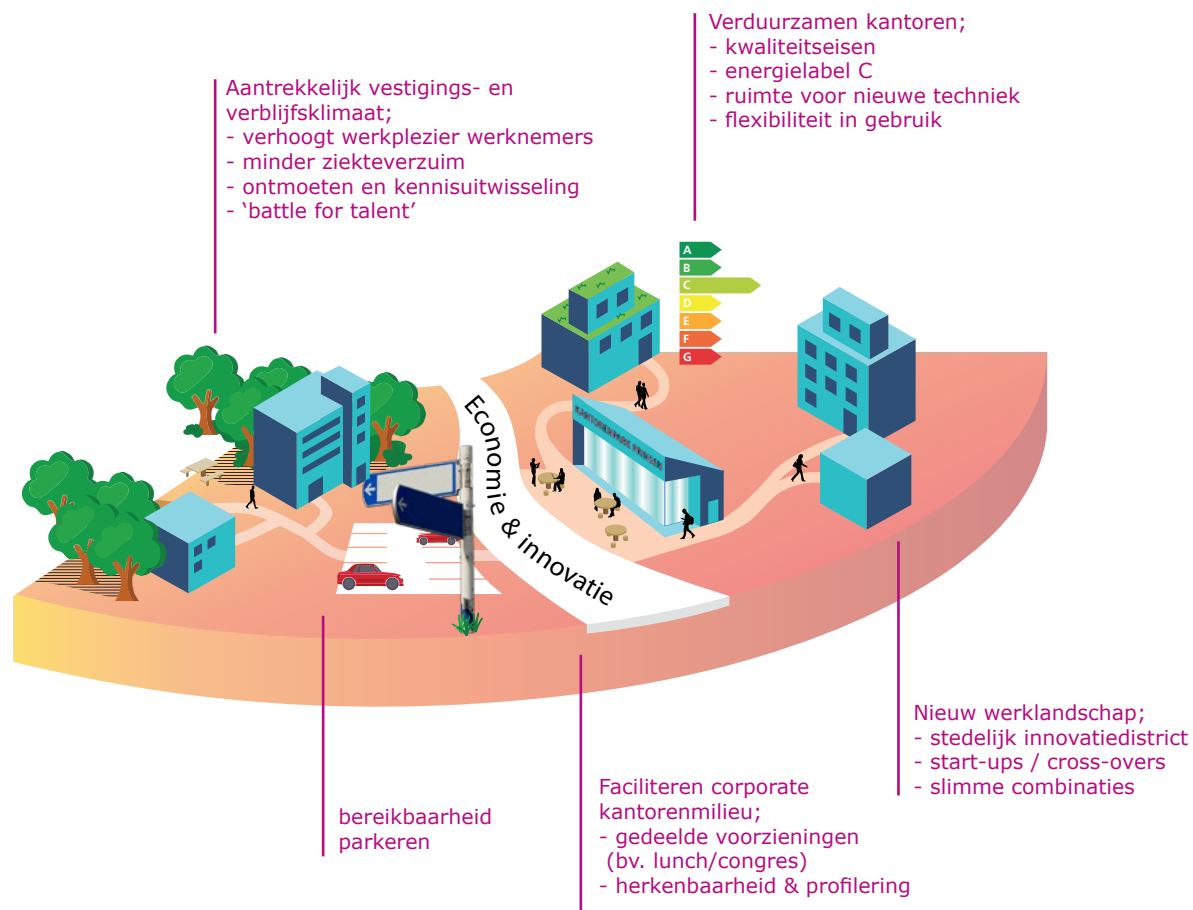 Verduurzamen kantoren;
- kwaliteitseisen
- energielabel C
- ruimte voor nieuwe techniek
- flexibiliteit in gebruik
Aantrekkelijk vestigings- en
verblijfsklimaat;
- verhoogt werkplezier werknemers
- minder ziekteverzuim
- ontmoeten en kennisuitwisseling
- ‘battle for talent’
A
B
C
D
E
F
G
KANTORENPARK
Economie & innovatie
Nieuw werklandschap;
- stedelijk innovatiedistrict
- start-ups / cross-overs
- slimme combinaties
Faciliteren corporate
kantorenmilieu;
- gedeelde voorzieningen
(bv. lunch/congres)
- herkenbaarheid & profilering
bereikbaarheid
parkeren